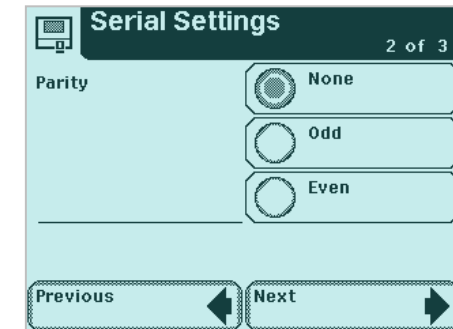 Serial Settings
2 of 3
Parity
None
Odd
Even
Previous
Next